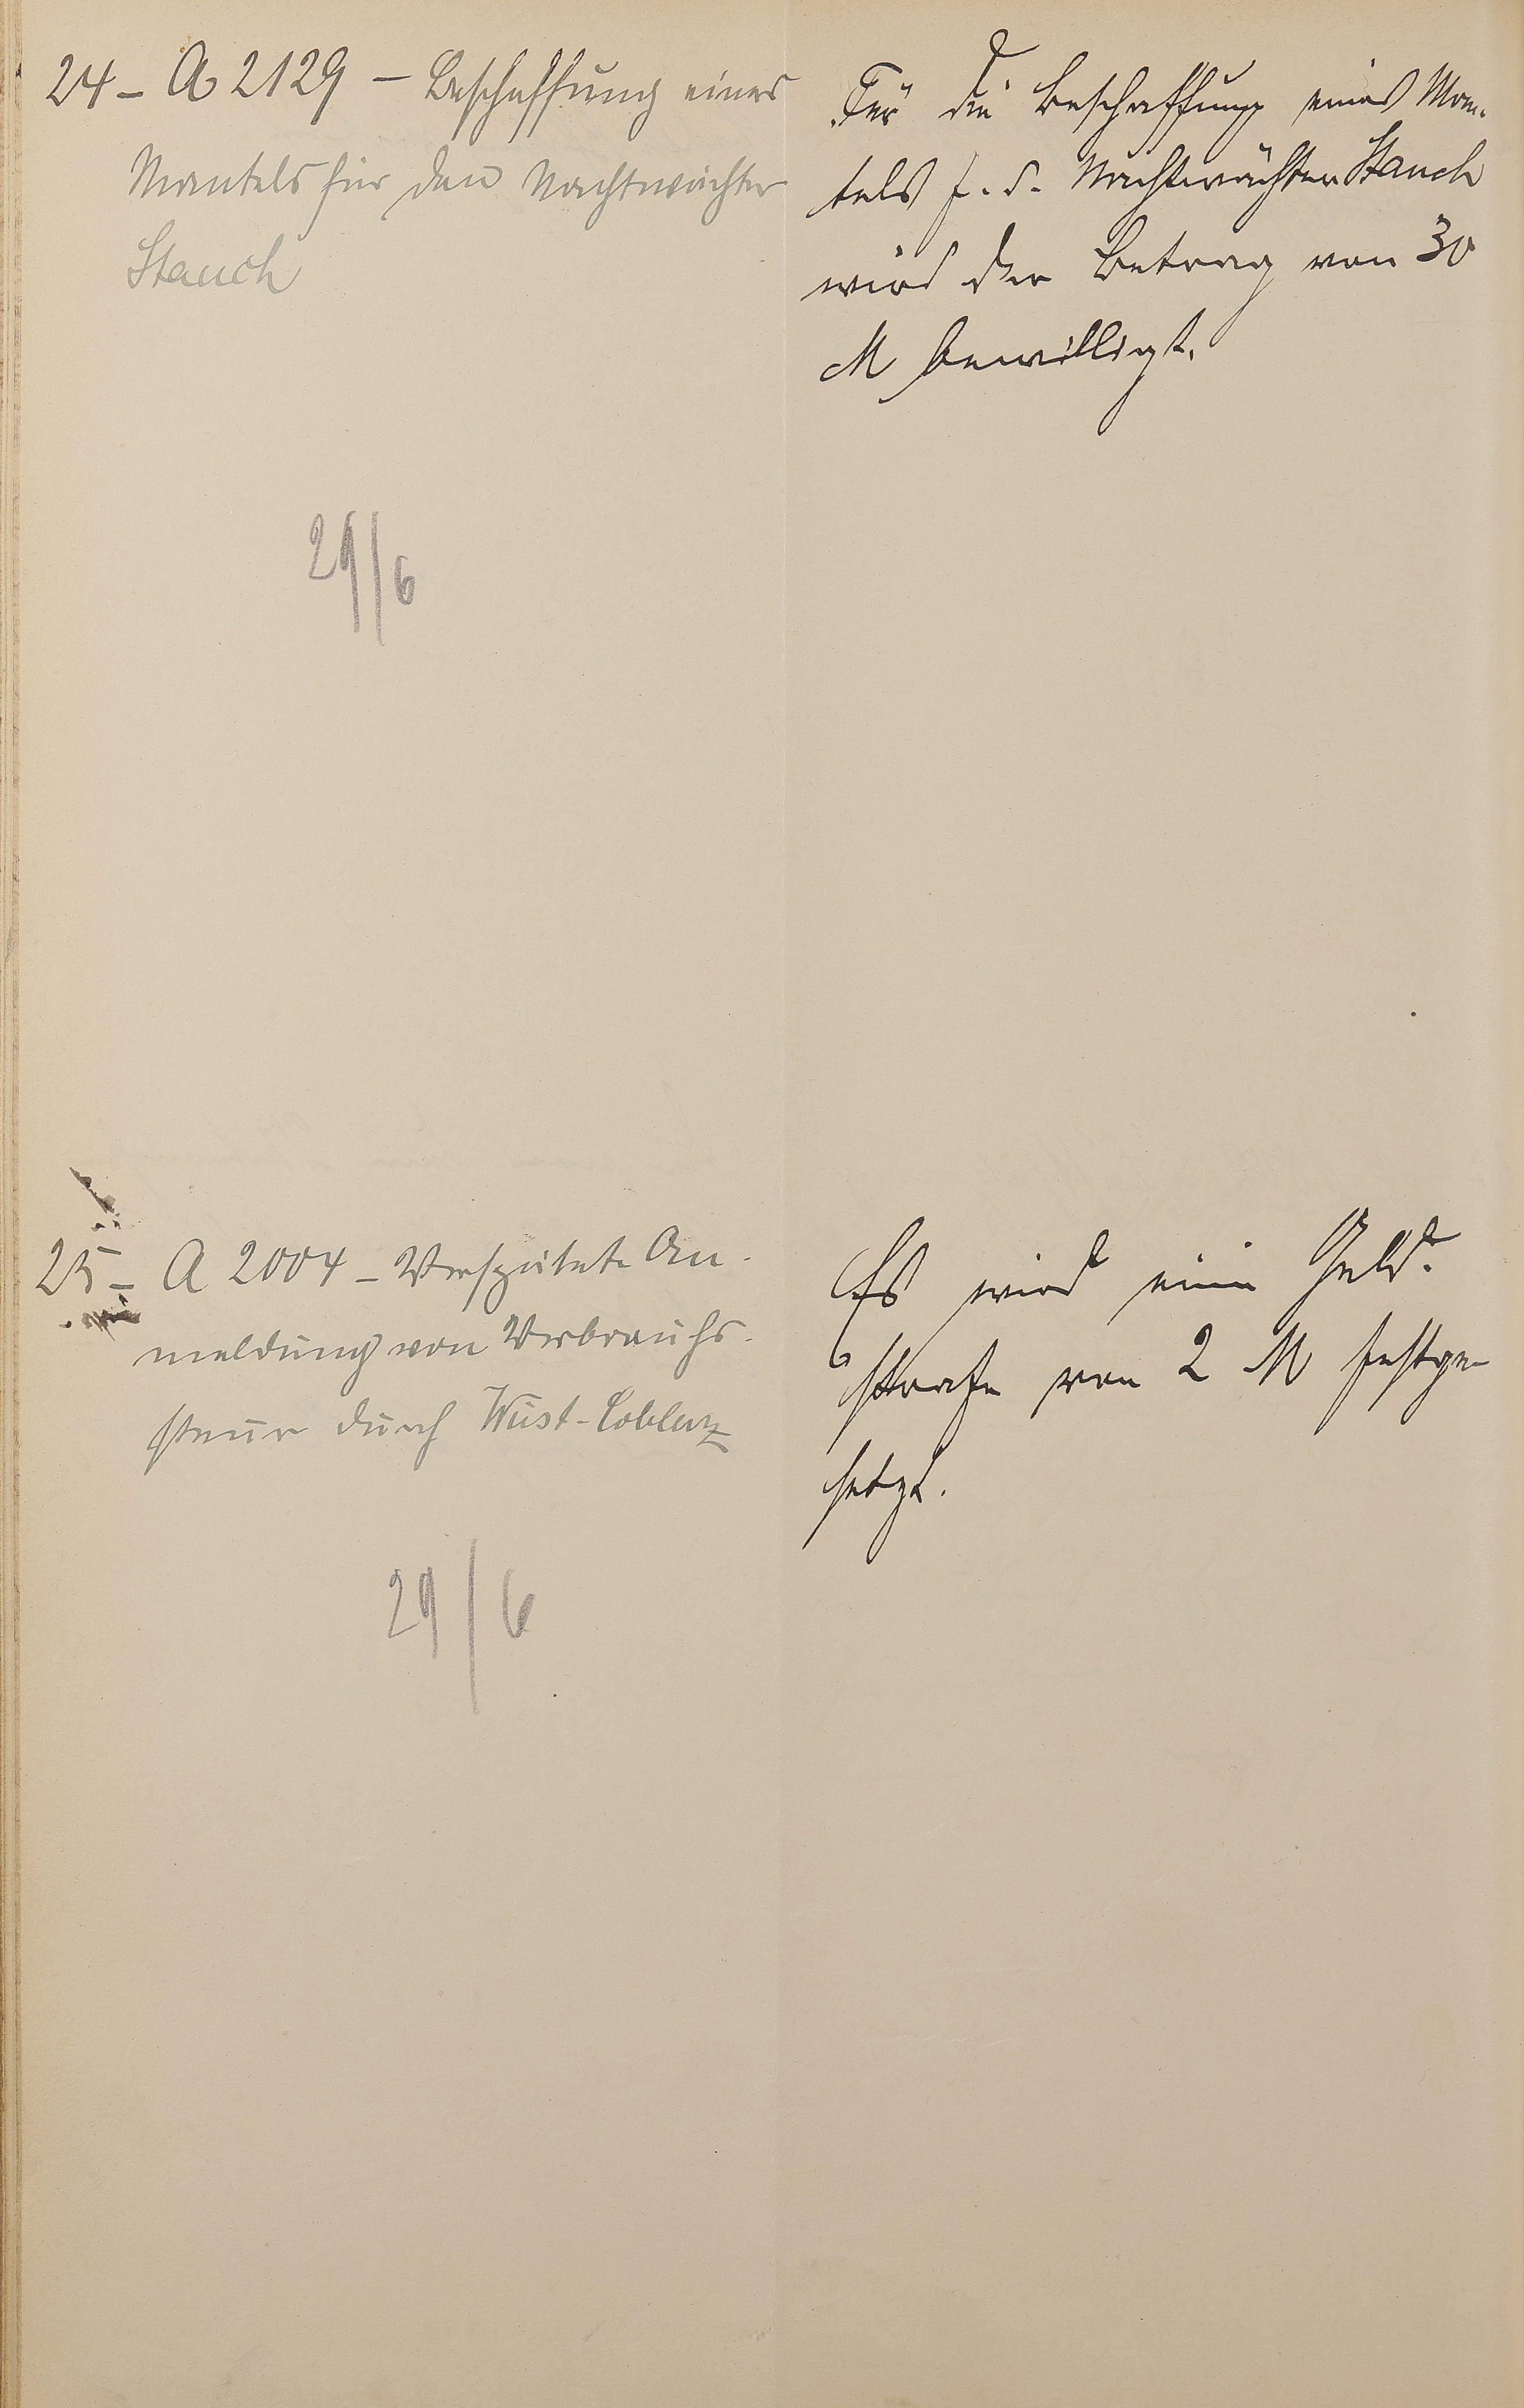 24 - A 2129 - Beschaffung eines
Mantels für den Nachtwächter
Stauch
29/6
Für die Beschaffung eines Man-
tels f. d. Nachtwächter Stauch
wird der Betrag von 30
M bewilligt.
25 - A 2004 - Verspätete An-
meldung von Verbrauchs-
steuer durch Wüst-Coblenz
29/6
Es wird eine Geld-
strafe von 2 M festge-
setzt.